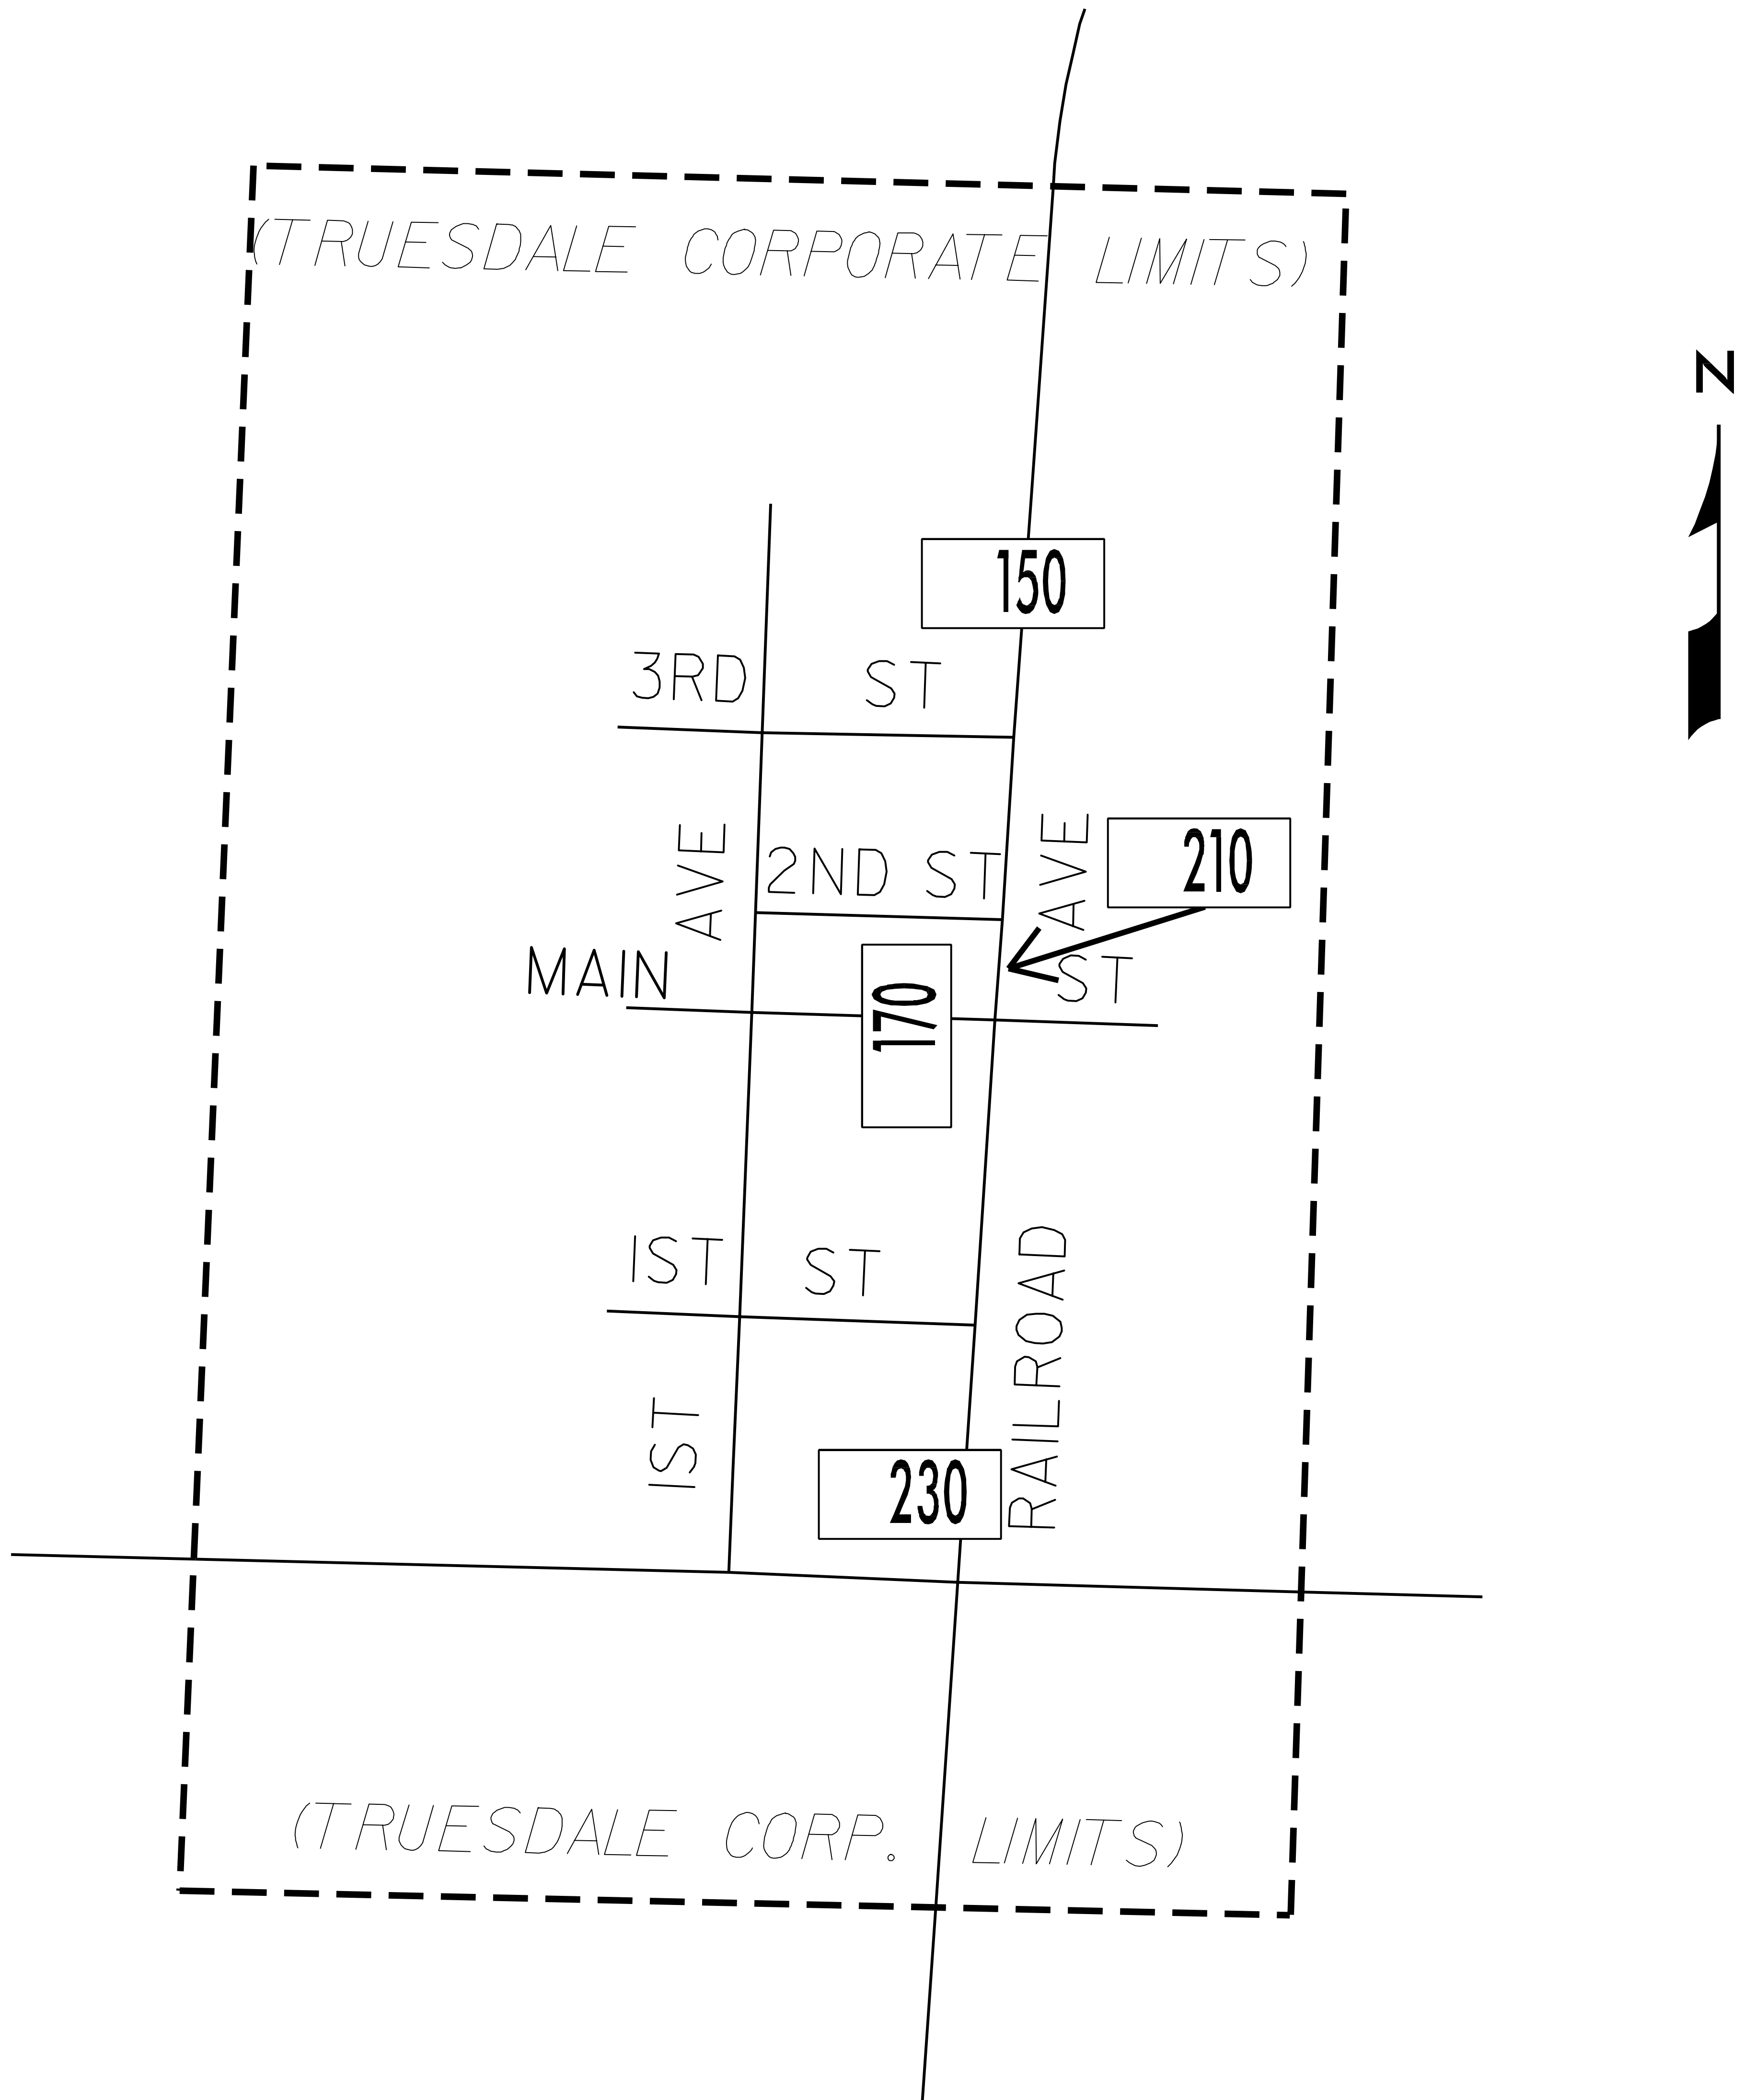 (TRUESDALE CORPORATE LIMITS)
N
150
3RD ST
AVE
2ND ST
AVE
210
MAIN ST
170
IST ST
IST
RAILROAD
230
(TRUESDALE CORP. LIMITS)